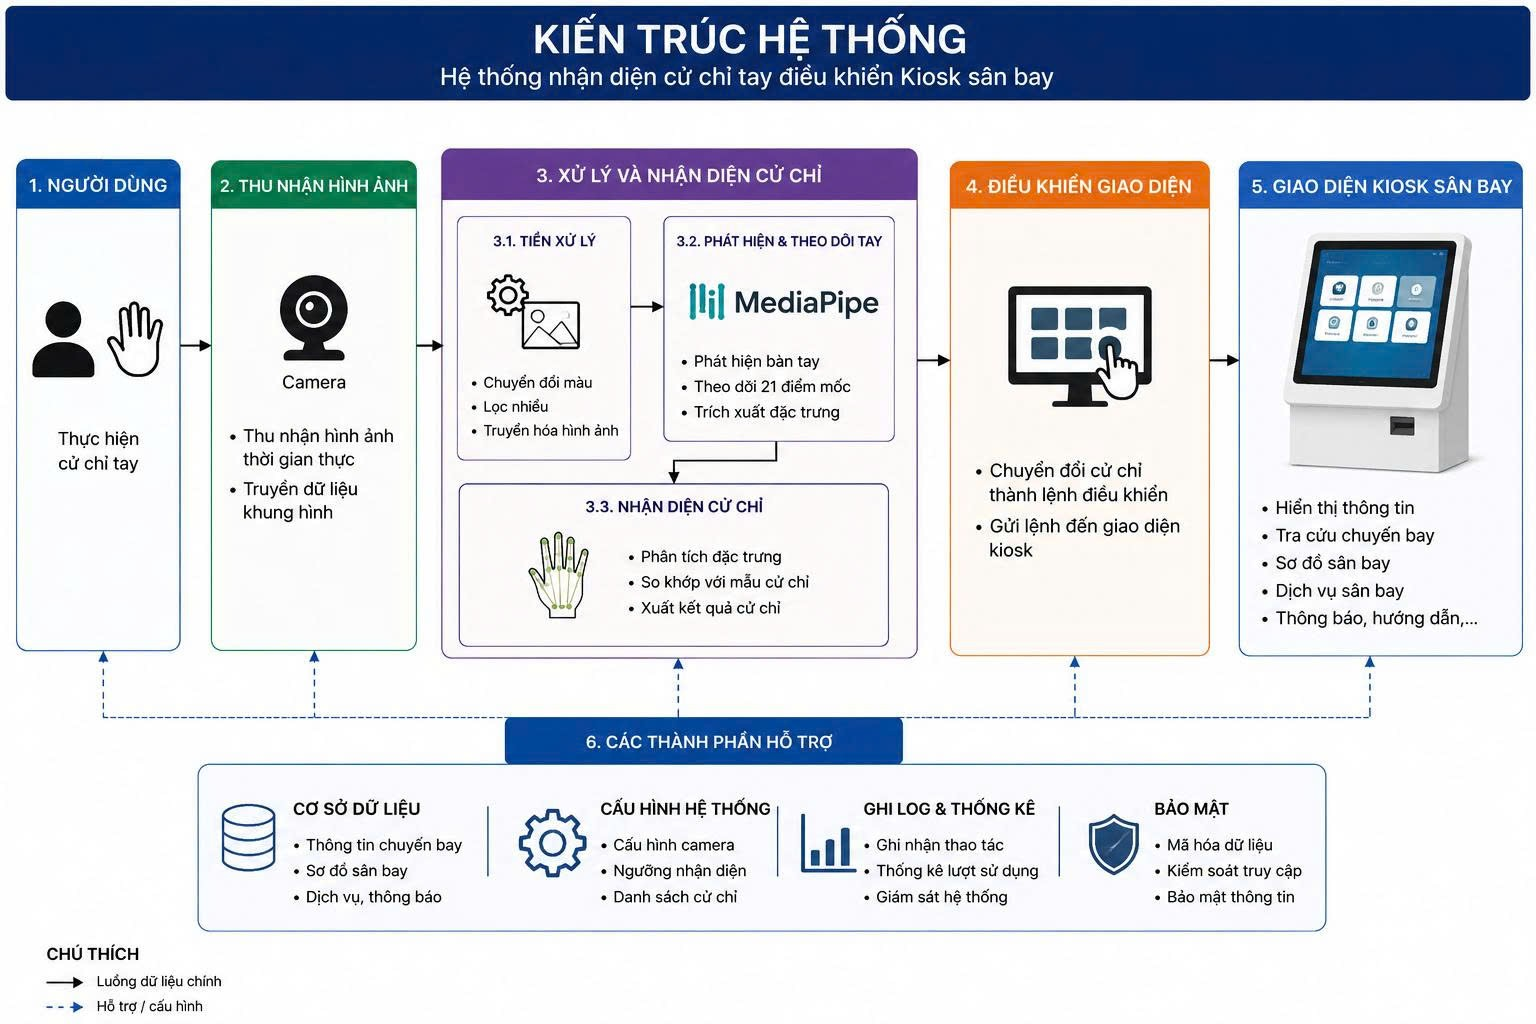 KIẾN TRÚC HỆ THỐNG
Hệ thống nhận diện cử chỉ tay điều khiển Kiosk sân bay
1. NGƯỜI DÙNG
Thực hiện
cử chỉ tay
2. THU NHẬN HÌNH ẢNH
Camera
• Thu nhận hình ảnh
thời gian thực
• Truyền dữ liệu
khung hình
3. XỬ LÝ VÀ NHẬN DIỆN CỬ CHỈ
3.1. TIỀN XỬ LÝ
• Chuyển đổi màu
• Lọc nhiểu
• Truyền hóa hình ảnh
3.2. PHÁT HIỆN & THEO DÕI TAY
MediaPipe
• Phát hiện bàn tay
• Theo dõi 21 điểm mốc
• Trích xuất đặc trưng
3.3. NHẬN DIỆN CỬ CHỈ
• Phân tích đặc trưng
• So khớp với mẫu cử chỉ
• Xuất kết quả cử chỉ
4. ĐIỀU KHIỂN GIAO DIỆN
• Chuyển đổi cử chỉ
thành lệnh điều khiển
• Gửi lệnh đến giao diện
kiosk
5. GIAO DIỆN KIOSK SÂN BAY
• Hiển thị thông tin
• Tra cứu chuyến bay
• Sơ đồ sân bay
• Dịch vụ sân bay
• Thông báo, hướng dẫn,...
6. CÁC THÀNH PHẦN HỖ TRỢ
CƠ SỞ DỮ LIỆU
• Thông tin chuyến bay
• Sơ đồ sân bay
• Dịch vụ, thông báo
CẤU HÌNH HỆ THỐNG
• Cấu hình camera
• Ngưỡng nhận diện
• Danh sách cử chỉ
GHI LOG & THỐNG KÊ
• Ghi nhận thao tác
• Thống kê lượt sử dụng
• Giám sát hệ thống
BẢO MẬT
• Mã hóa dữ liệu
• Kiểm soát truy cập
• Bảo mật thông tin
CHÚ THÍCH
Luồng dữ liệu chính
Hỗ trợ / cấu hình